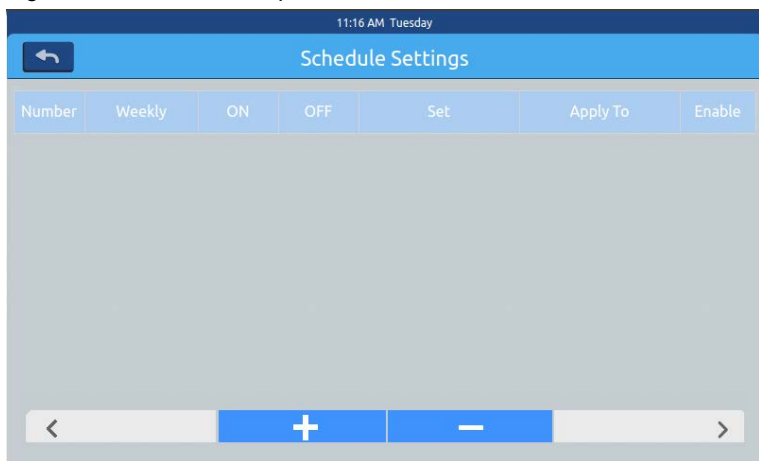 11:16 AM Tuesday
Schedule Settings
Number Weekly ON OFF Set Apply To Enable